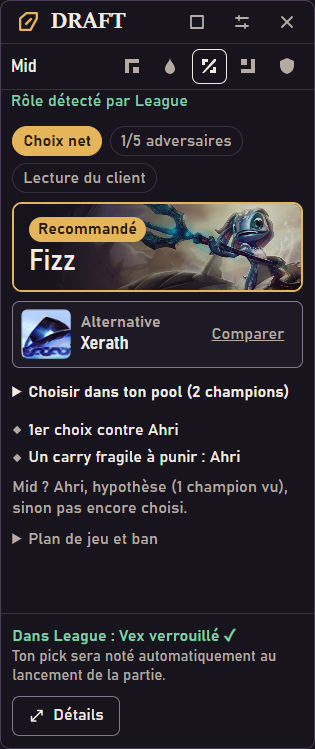 DRAFT
Mid
Rôle détecté par League
Choix net
1/5 adversaires
Lecture du client
Recommandé
Fizz
Alternative
Xerath
Comparer
Choisir dans ton pool (2 champions)
1er choix contre Ahri
Un carry fragile à punir : Ahri
Mid ? Ahri, hypothèse (1 champion vu),
sinon pas encore choisi.
Plan de jeu et ban
Dans League : Vex verrouillé ✓
Ton pick sera noté automatiquement au
lancement de la partie.
Détails